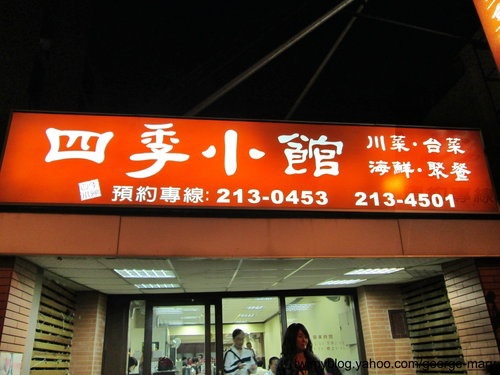 四季小館
川菜·台菜
海鮮·聚餐
預約專線: 213-0453 213-4501
blog.yahoo.com/george-man